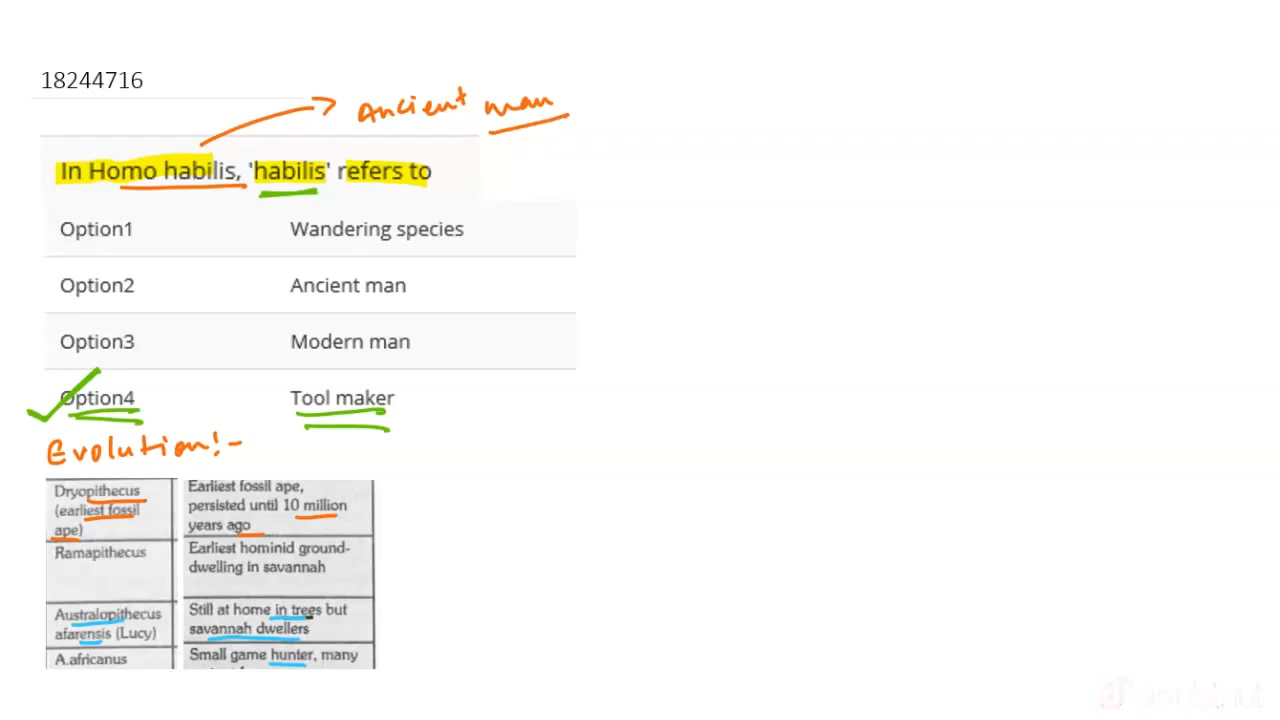 18244716
Ancient man
In Homo habilis, 'habilis' refers to
Option1 Wandering species
Option2 Ancient man
Option3 Modern man
Option4 Tool maker
Evolution:-
Dryopithecus
(earliest fossil
ape)
Earliest fossil ape,
persisted until 10 million
years ago
Ramapithecus
Earliest hominid ground-
dwelling in savannah
Australopithecus
afarensis (Lucy)
Still at home in trees but
savannah dwellers
A.africanus
Small game hunter, many
doubtnut